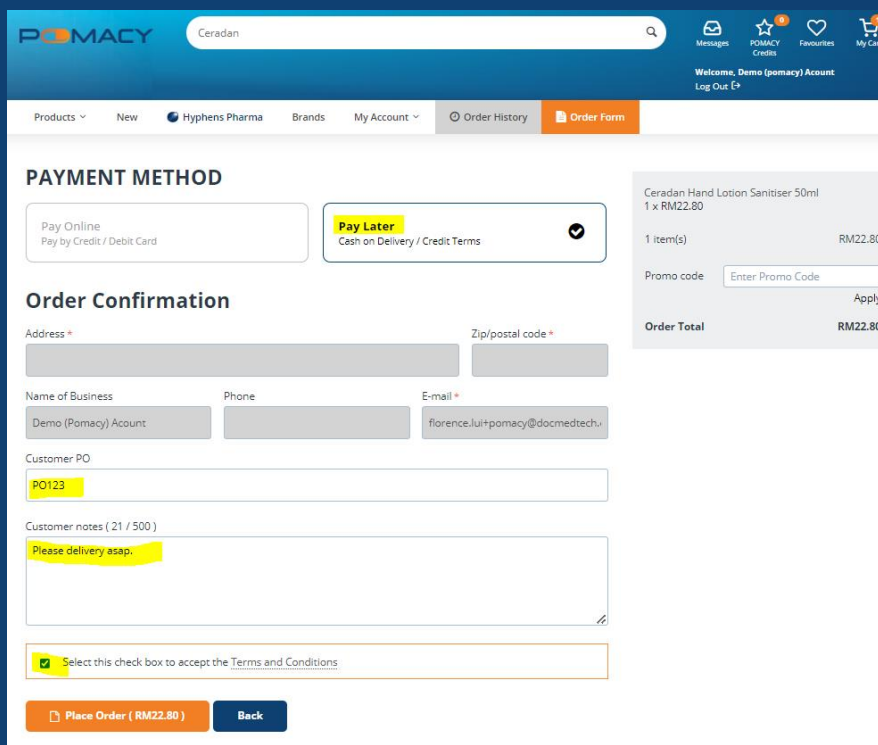 POMACY
Ceradan
0
Messages
POMACY Credits
Favourites
My Car
Welcome, Demo (pomacy) Acount
Log Out
Products
New
Hyphens Pharma
Brands
My Account
Order History
Order Form
PAYMENT METHOD
Pay Online
Pay by Credit / Debit Card
Pay Later
Cash on Delivery / Credit Terms
Ceradan Hand Lotion Sanitiser 50ml
1 x RM22.80
1 item(s) RM22.80
Promo code Enter Promo Code
Apply
Order Total RM22.80
Order Confirmation
Address *
Zip/postal code *
Name of Business
Phone
E-mail *
Demo (Pomacy) Acount
florence.lui+pomacy@docmedtech.
Customer PO
PO123
Customer notes ( 21 / 500 )
Please delivery asap.
Select this check box to accept the Terms and Conditions
Place Order ( RM22.80 )
Back